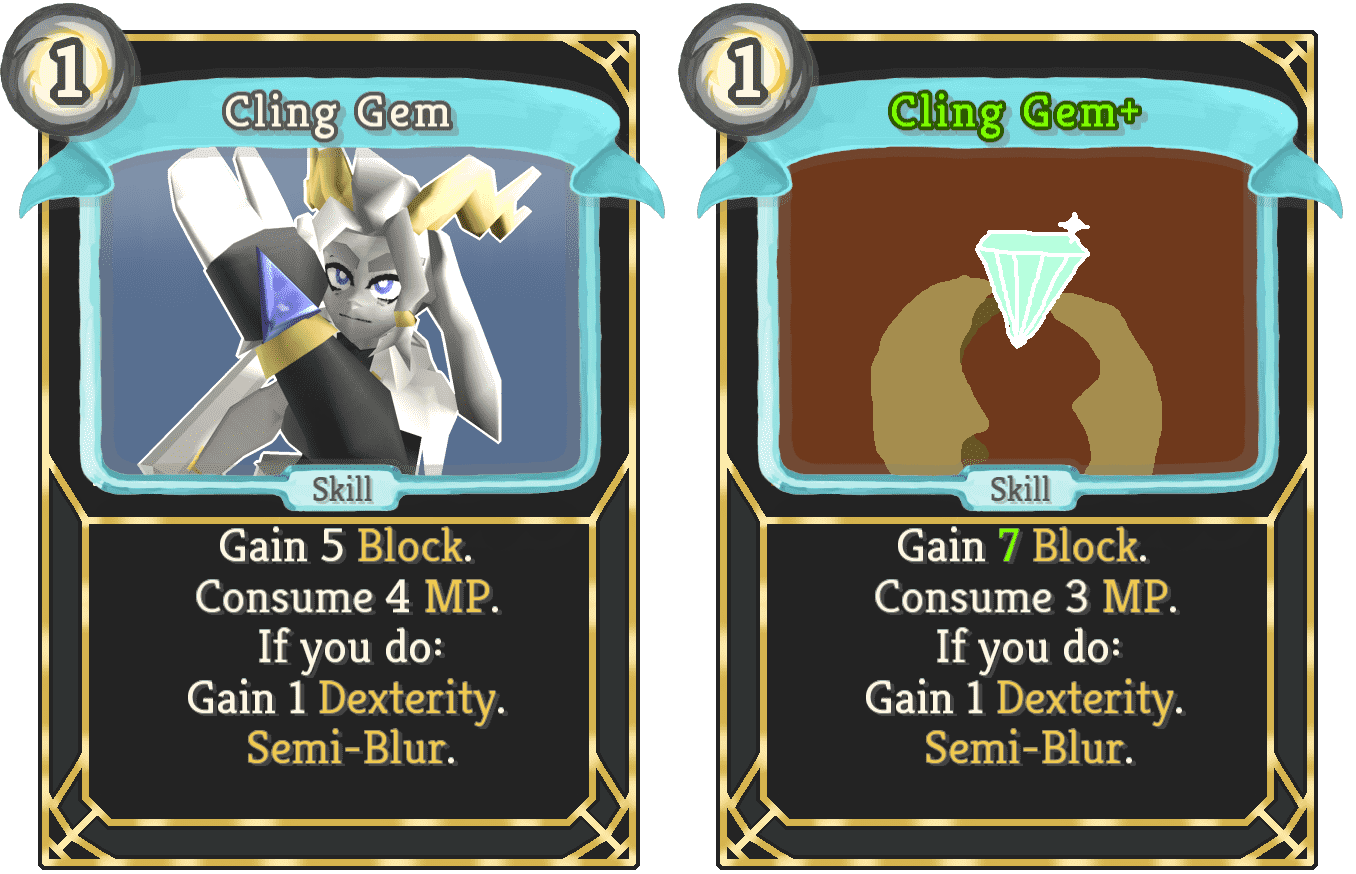 1
Cling Gem
Skill
Gain 5 Block.
Consume 4 MP.
If you do:
Gain 1 Dexterity.
Semi-Blur.
1
Cling Gem+
Skill
Gain 7 Block.
Consume 3 MP.
If you do:
Gain 1 Dexterity.
Semi-Blur.